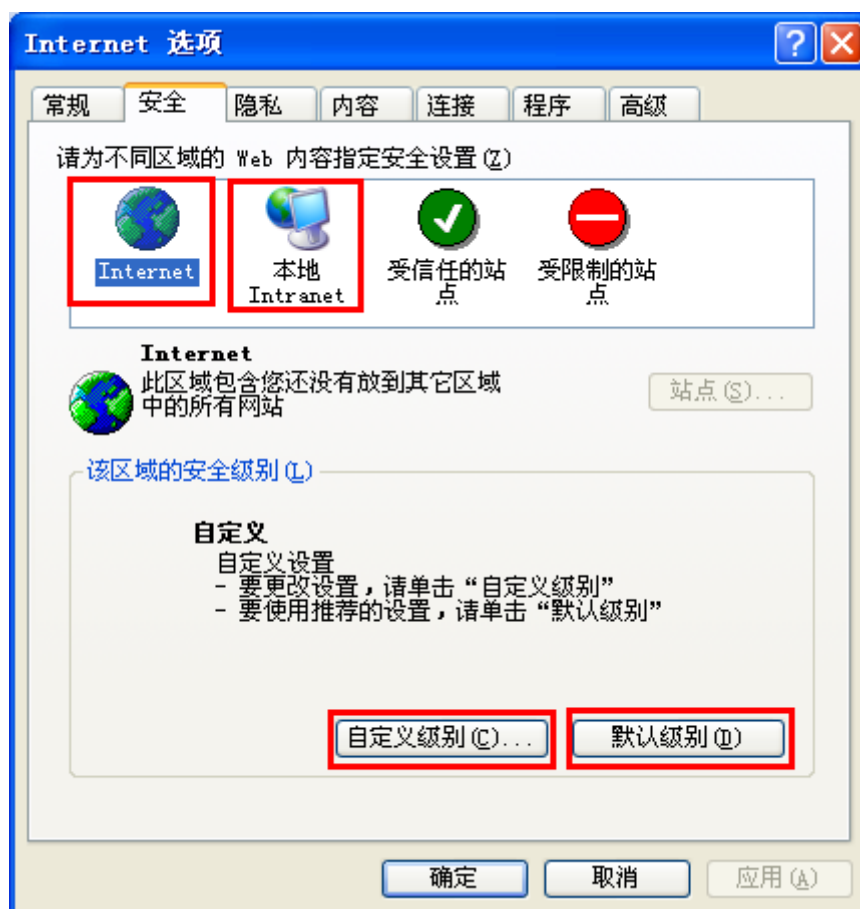 Internet 选项
常规 安全 隐私 内容 连接 程序 高级
请为不同区域的 Web 内容指定安全设置(Z)
Internet 本地 受信任的站 受限制的站
Intranet 点 点
Internet
此区域包含您还没有放到其它区域
中的所有网站
站点(S)...
该区域的安全级别(L)
自定义
自定义设置
- 要更改设置，请单击“自定义级别”
- 要使用推荐的设置，请单击“默认级别”
自定义级别(C)... 默认级别(D)
确定 取消 应用(A)